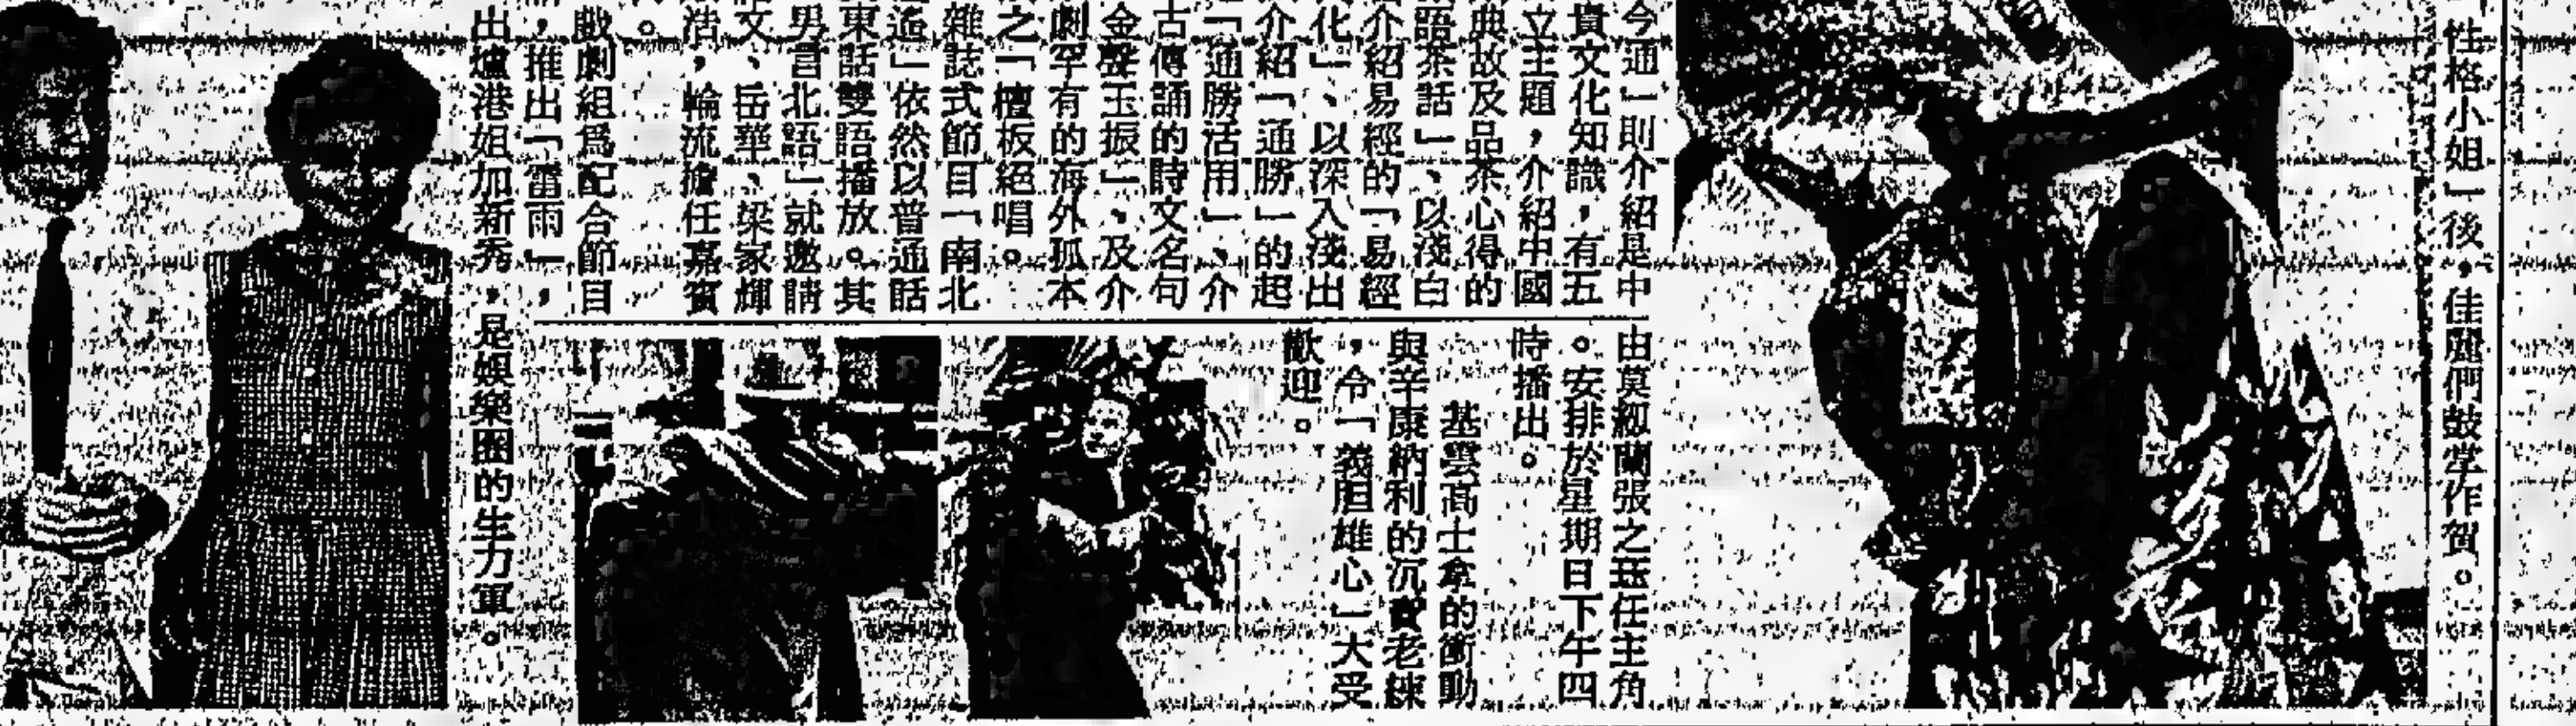 性格小姐」後，佳麗們鼓掌作賀。
今通」則介紹是中
貴文化知識，有五
立主題，介紹中國
典故及品茶心得的
語茶話」、以淺白
介紹易經的「易經
化」、以深入淺出
介紹「通勝」的起
「通勝活用」、介
古傳誦的詩文名句
金聲玉振」，及介
劇罕有的海外孤本
之「檀板絕唱。
雜誌式節目「南北
遙」依然以普通話
東話雙語播放。其
男言北語」就邀請
文、岳華、梁家輝
浩，輪流擔任嘉賓
。
戲劇組爲配合節目
，推出「雷雨」，
由莫 蘭張之 任主角
。安排於星期日下午四
時播出。
基雲高士拿的衝動
與辛康納利的沉實老練
，令「義胆雄心」大受
歡迎。
出爐港姐加新秀，是娛樂圈的生力軍。